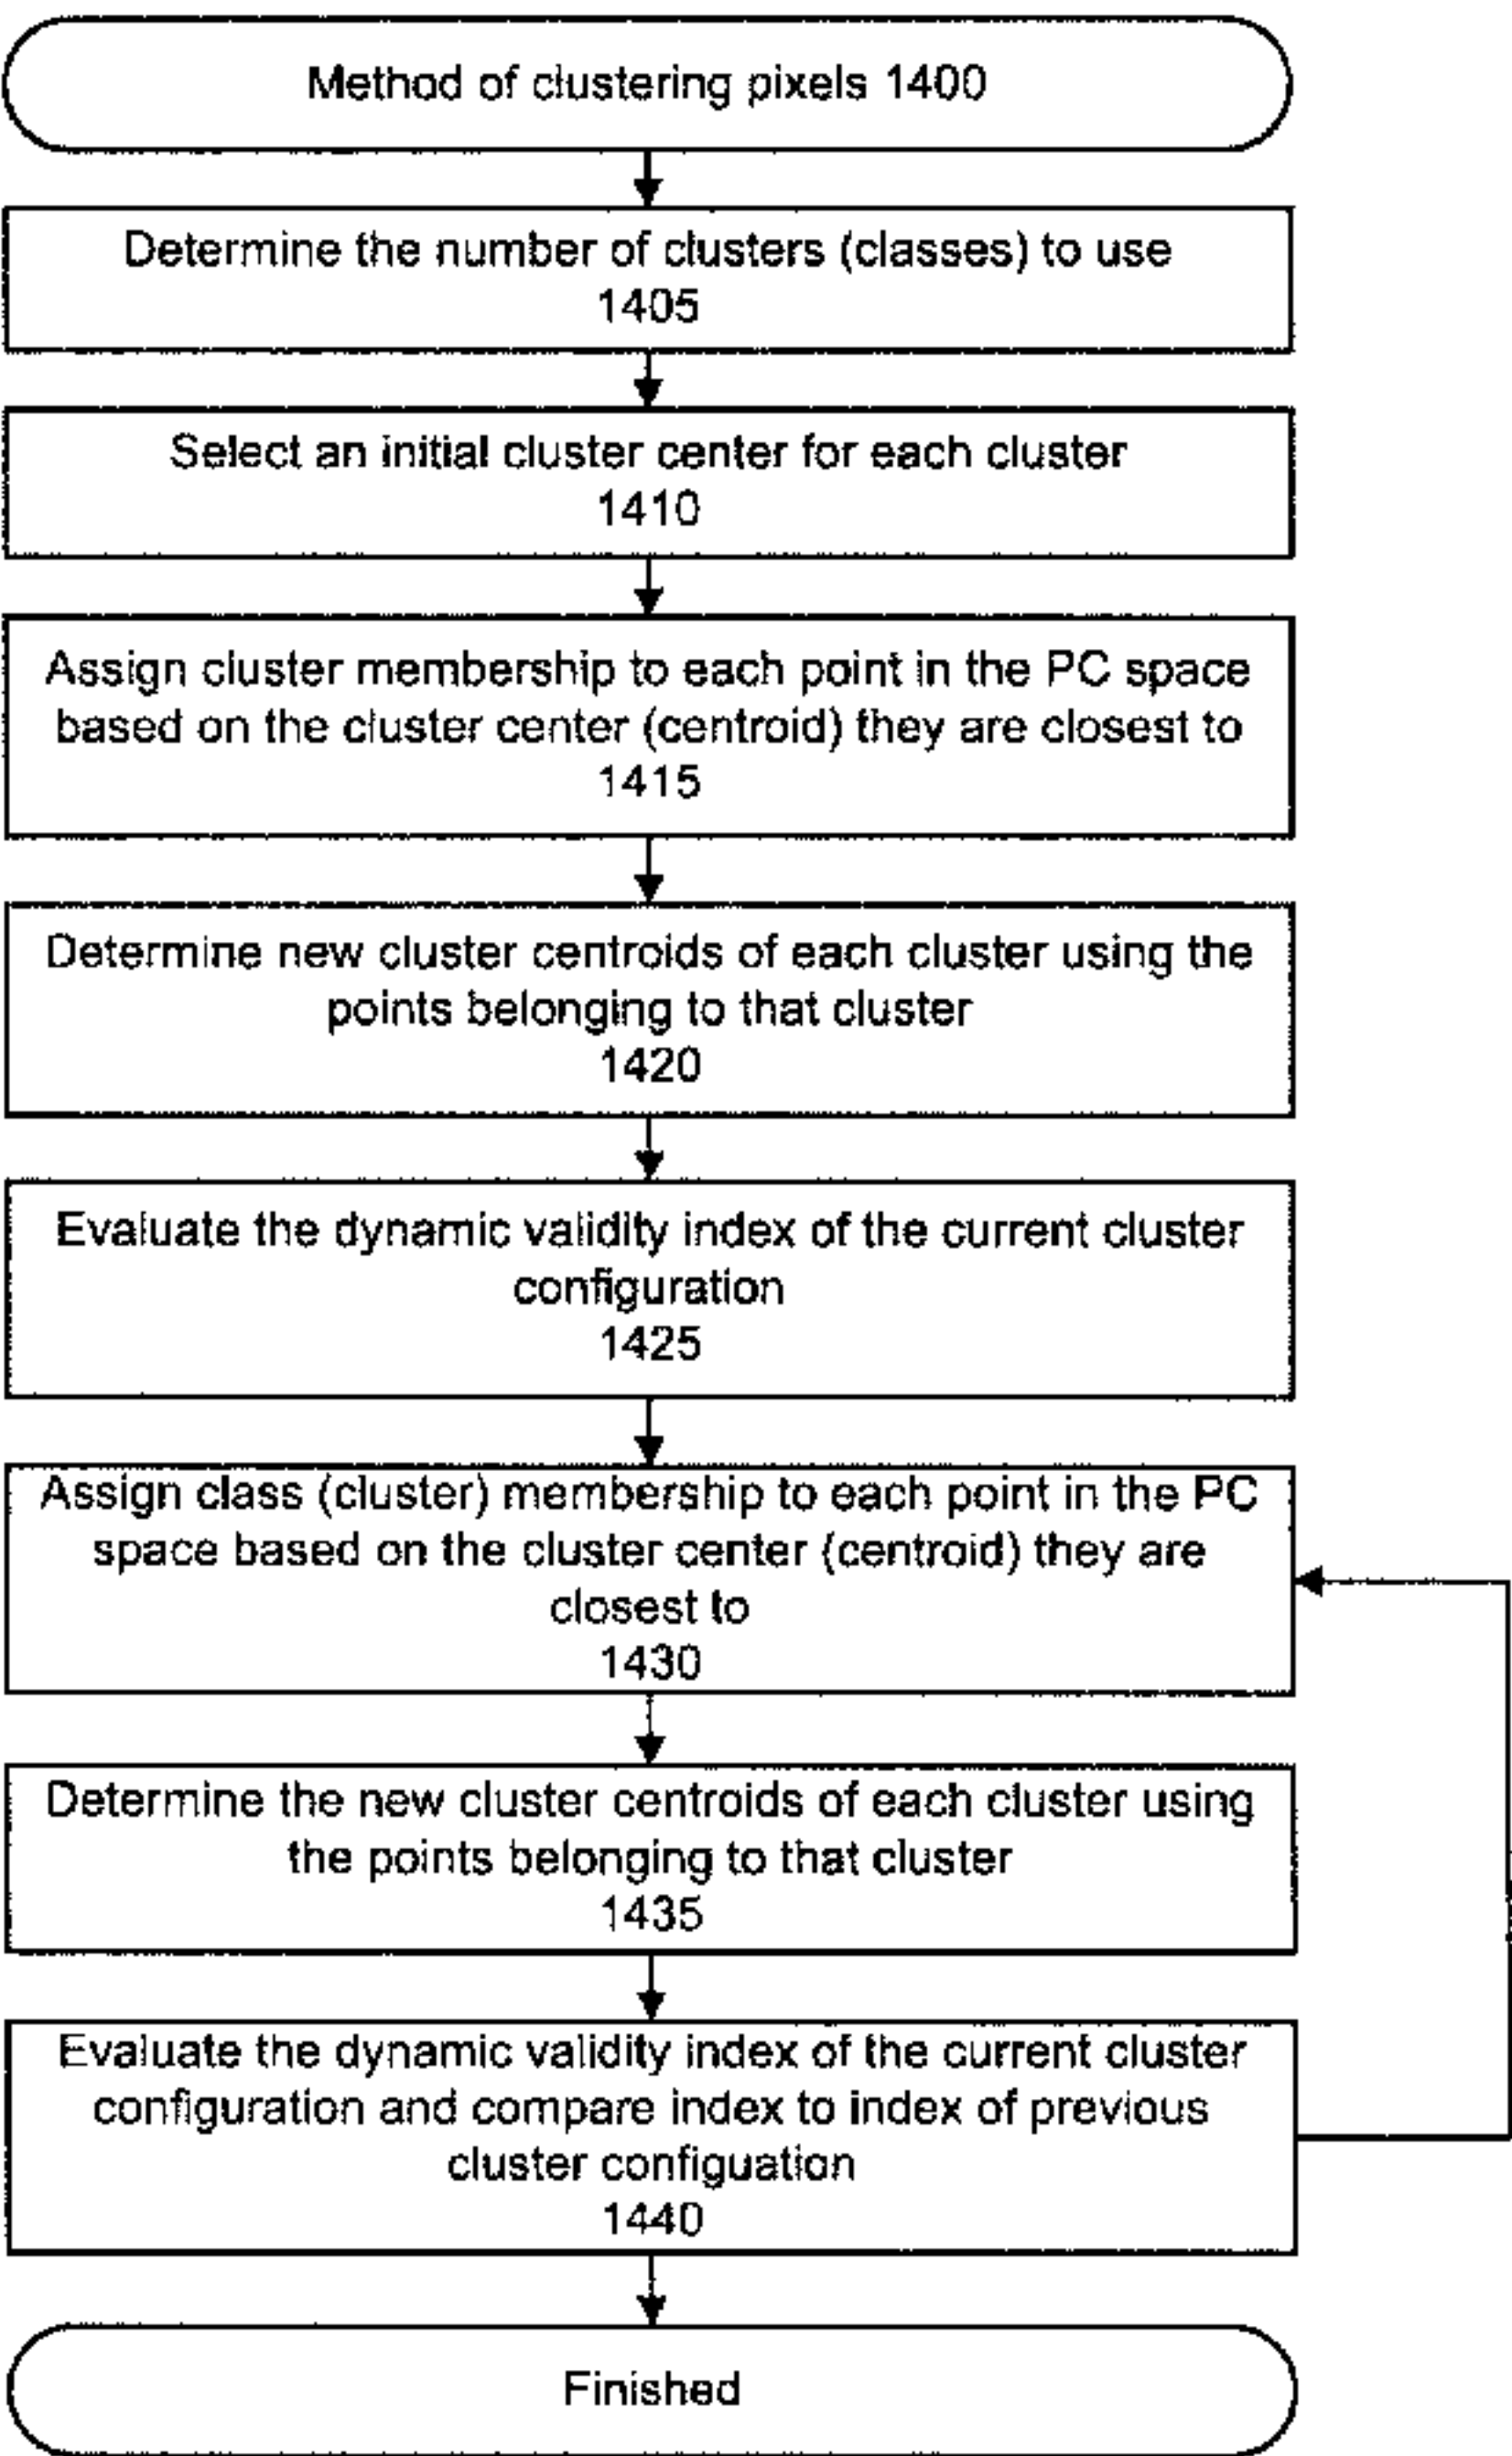 Method of clustering pixels 1400
Determine the number of clusters (classes) to use
1405
Select an initial cluster center for each cluster
1410
Assign cluster membership to each point in the PC space
based on the cluster center (centroid) they are closest to
1415
Determine new cluster centroids of each cluster using the
points belonging to that cluster
1420
Evaluate the dynamic validity index of the current cluster
configuration
1425
Assign class (cluster) membership to each point in the PC
space based on the cluster center (centroid) they are
closest to
1430
Determine the new cluster centroids of each cluster using
the points belonging to that cluster
1435
Evaluate the dynamic validity index of the current cluster
configuration and compare index to index of previous
cluster configuation
1440
Finished